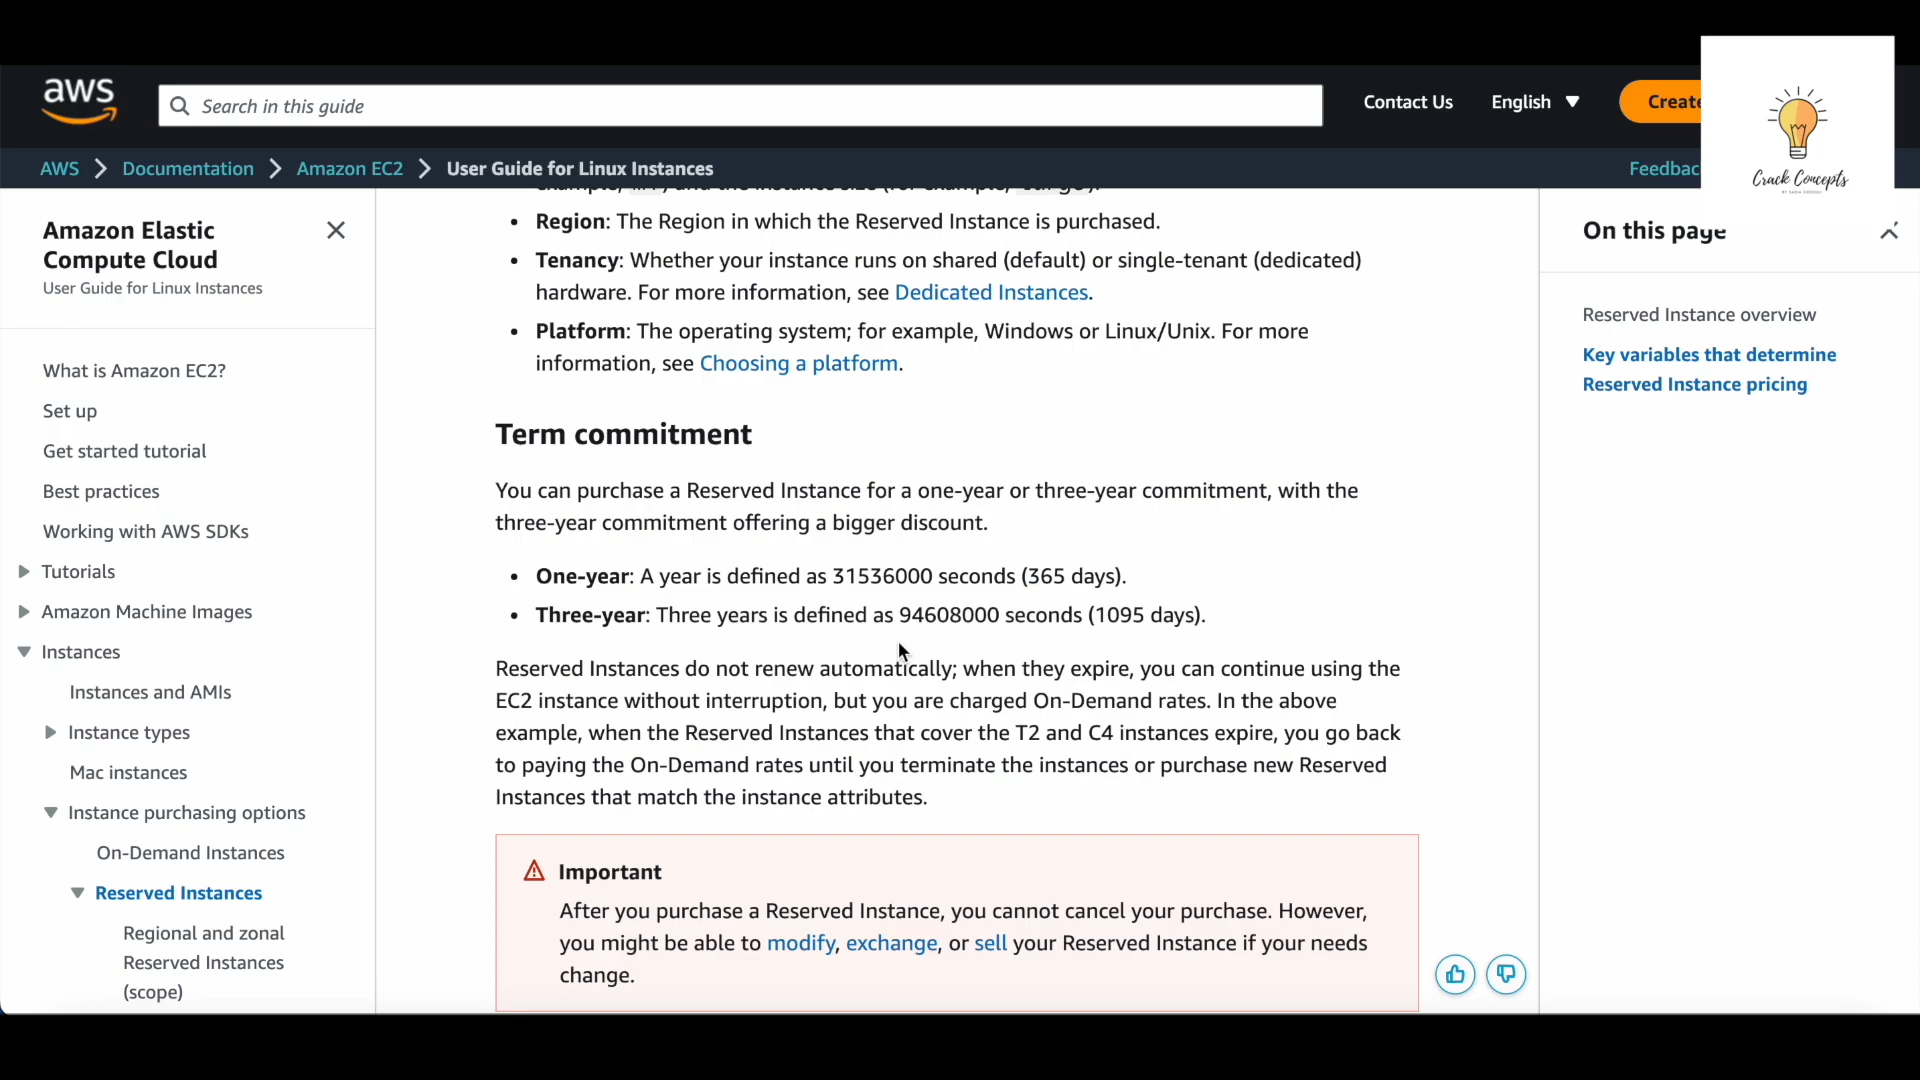 aws
Search in this guide
Contact Us
English
Create
Crack Concepts
AWS
Documentation
Amazon EC2
User Guide for Linux Instances
Feedbac
Amazon Elastic
Compute Cloud
User Guide for Linux Instances
What is Amazon EC2?
Set up
Get started tutorial
Best practices
Working with AWS SDKs
Tutorials
Amazon Machine Images
Instances
Instances and AMIs
Instance types
Mac instances
Instance purchasing options
On-Demand Instances
Reserved Instances
Regional and zonal
Reserved Instances
(scope)
• Region: The Region in which the Reserved Instance is purchased.
• Tenancy: Whether your instance runs on shared (default) or single-tenant (dedicated)
hardware. For more information, see Dedicated Instances.
• Platform: The operating system; for example, Windows or Linux/Unix. For more
information, see Choosing a platform.
Term commitment
You can purchase a Reserved Instance for a one-year or three-year commitment, with the
three-year commitment offering a bigger discount.
• One-year: A year is defined as 31536000 seconds (365 days).
• Three-year: Three years is defined as 94608000 seconds (1095 days).
Reserved Instances do not renew automatically; when they expire, you can continue using the
EC2 instance without interruption, but you are charged On-Demand rates. In the above
example, when the Reserved Instances that cover the T2 and C4 instances expire, you go back
to paying the On-Demand rates until you terminate the instances or purchase new Reserved
Instances that match the instance attributes.
Important
After you purchase a Reserved Instance, you cannot cancel your purchase. However,
you might be able to modify, exchange, or sell your Reserved Instance if your needs
change.
On this page
Reserved Instance overview
Key variables that determine
Reserved Instance pricing